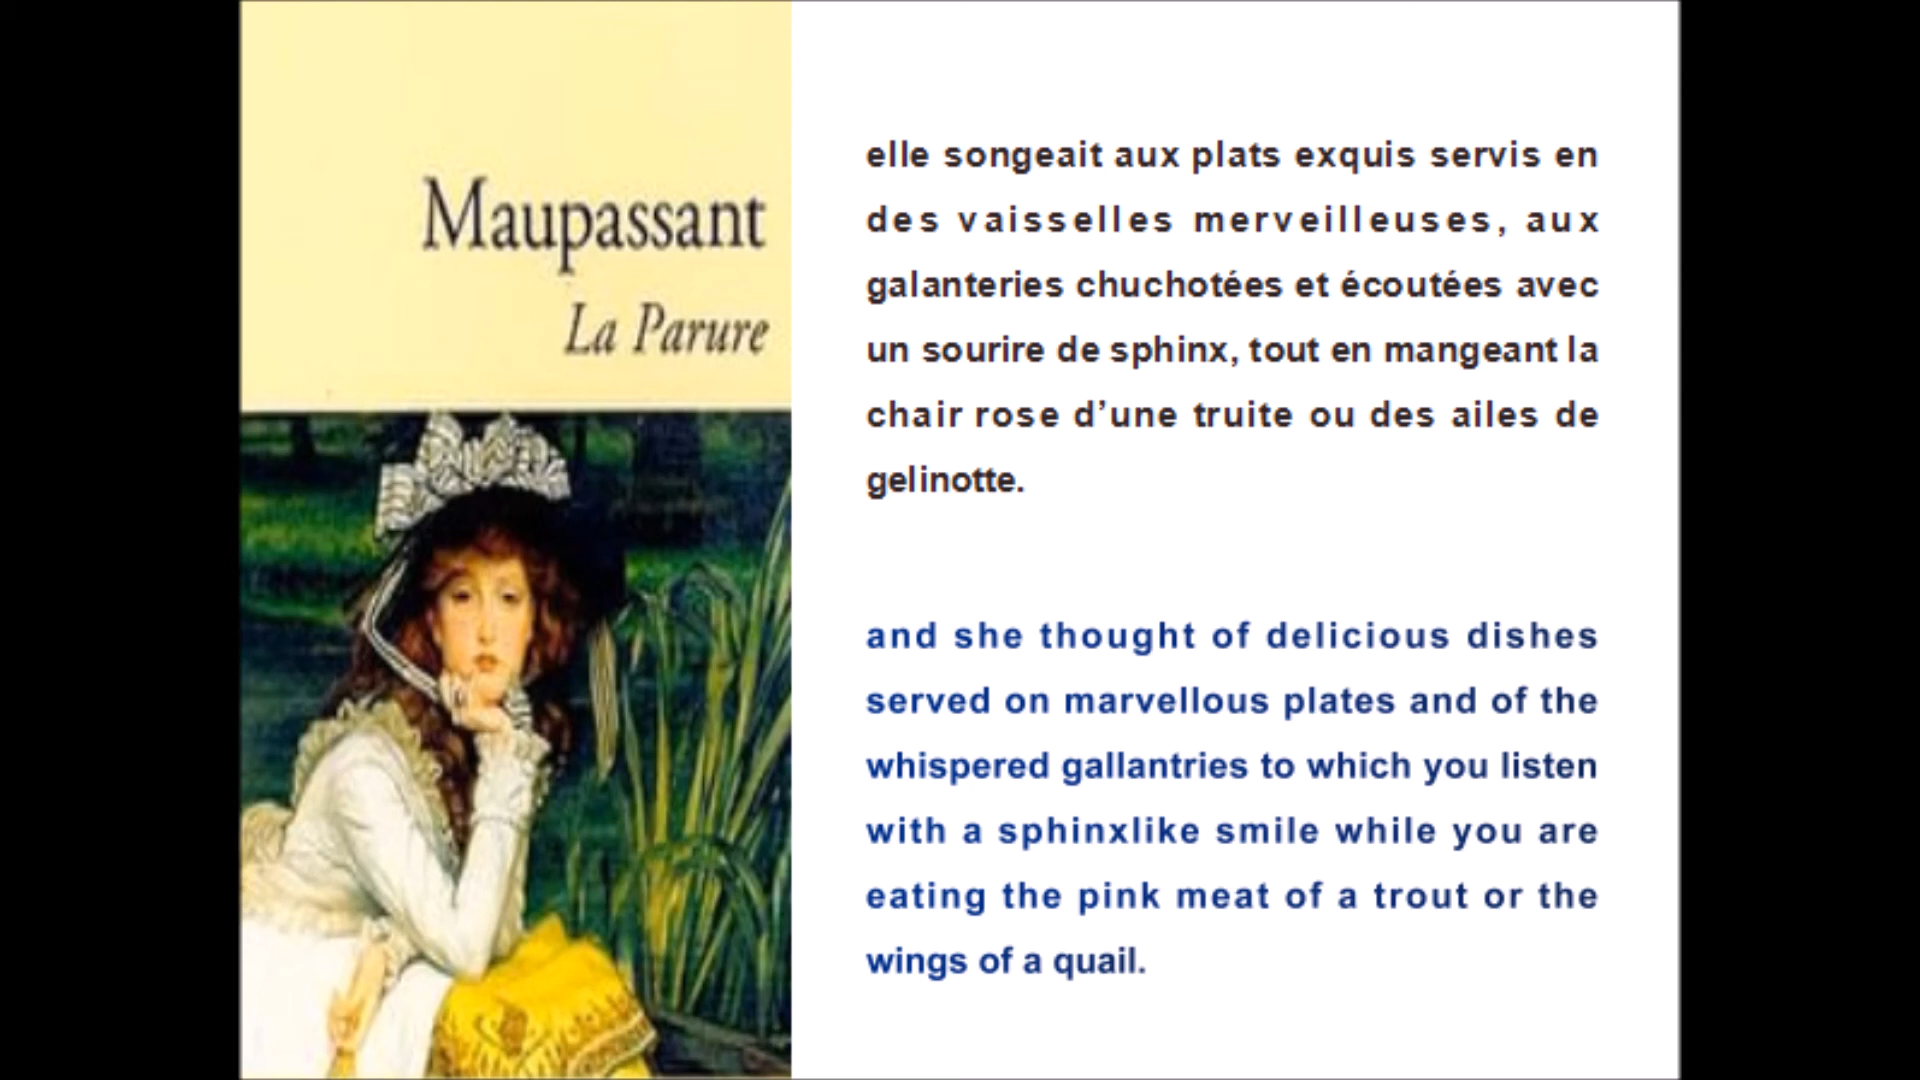 Maupassant
La Parure
elle songeait aux plats exquis servis en
des vaisselles merveilleuses, aux
galanteries chuchotées et écoutées avec
un sourire de sphinx, tout en mangeant la
chair rose d’une truite ou des ailes de
gelinotte.
and she thought of delicious dishes
served on marvellous plates and of the
whispered gallantries to which you listen
with a sphinxlike smile while you are
eating the pink meat of a trout or the
wings of a quail.